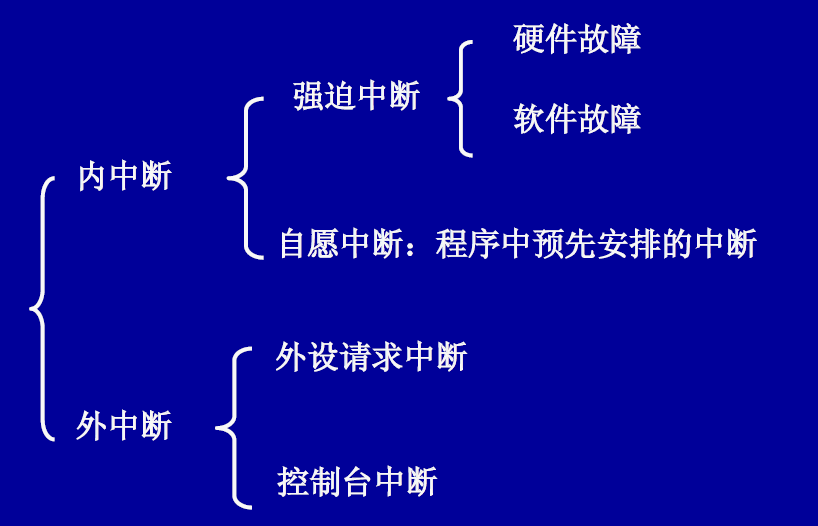 硬件故障
强迫中断
软件故障
内中断
自愿中断：程序中预先安排的中断
外设请求中断
外中断
控制台中断